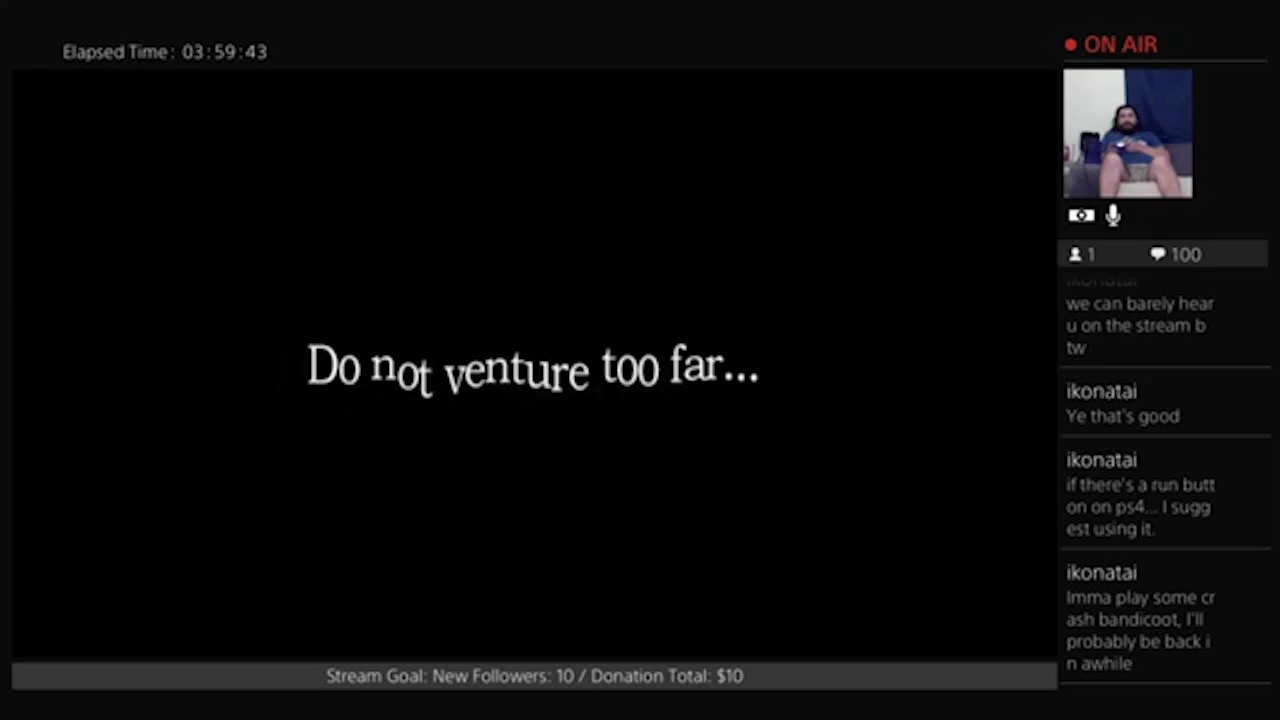 Elapsed Time: 03:59:43
ON AIR
Do not venture too far...
1 100
ikonatai
we can barely hear
u on the stream b
tw
ikonatai
Ye that's good
ikonatai
if there's a run butt
on on ps4... I sugg
est using it.
ikonatai
Imma play some cr
ash bandicoot, I'll
probably be back i
n awhile
Stream Goal: New Followers: 10 / Donation Total: $10